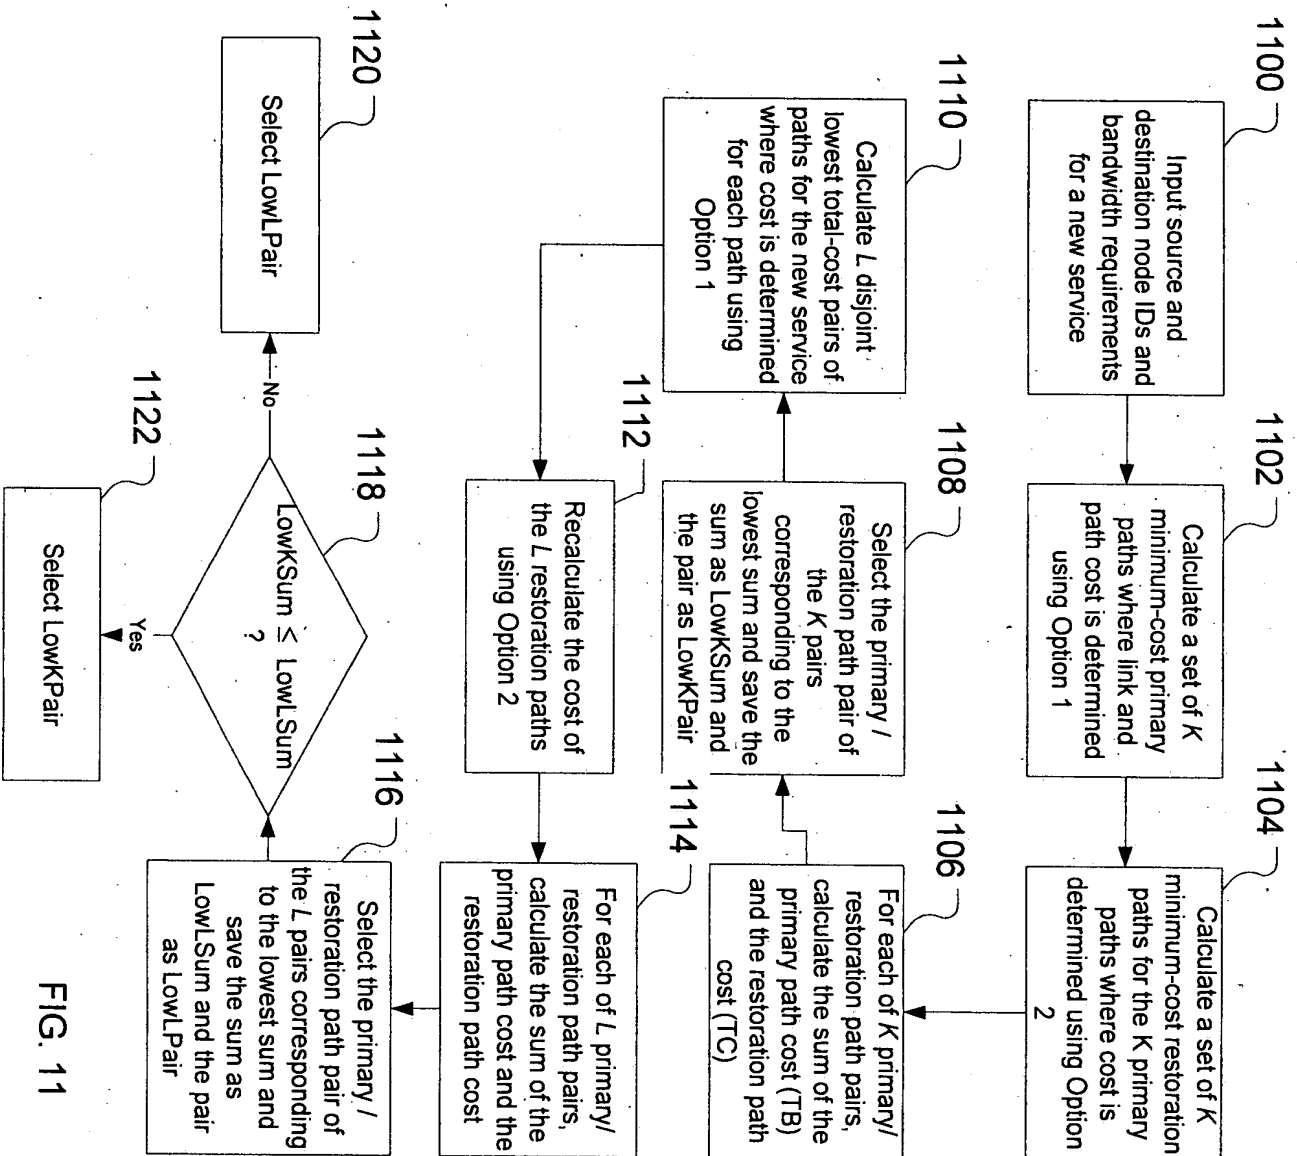 1100
Input source and
destination node IDs and
bandwidth requirements
for a new service
1102
Calculate a set of K
minimum-cost primary
paths where link and
path cost is determined
using Option 1
1104
Calculate a set of K
minimum-cost restoration
paths for the K primary
paths where cost is
determined using Option
2
1106
For each of K primary/
restoration path pairs,
calculate the sum of the
primary path cost (TB)
and the restoration path
cost (TC)
1108
Select the primary /
restoration path pair of
the K pairs
corresponding to the
lowest sum and save the
sum as LowKSum and
the pair as LowKPair
1110
Calculate L disjoint
lowest total-cost pairs of
paths for the new service
where cost is determined
for each path using
Option 1
1112
Recalculate the cost of
the L restoration paths
using Option 2
1114
For each of L primary/
restoration path pairs,
calculate the sum of the
primary path cost and the
restoration path cost
1116
Select the primary /
restoration path pair of
the L pairs corresponding
to the lowest sum and
save the sum as
LowLSum and the pair
as LowLPair
1118
LowKSum ≤ LowLSum
?
No
Yes
1120
Select LowLPair
1122
Select LowKPair
FIG. 11